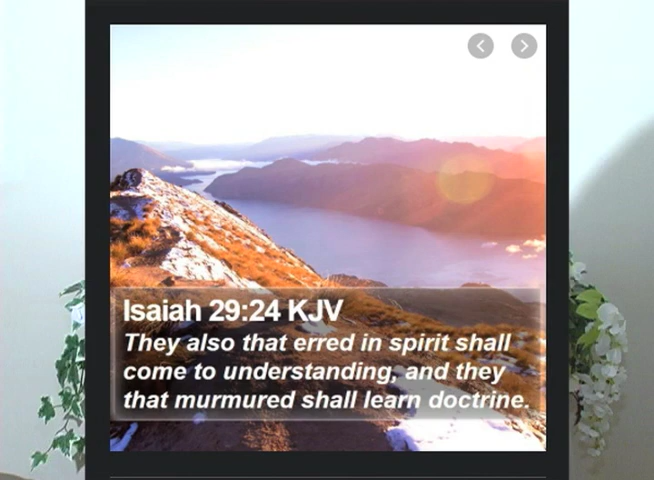 Isaiah 29:24 KJV
They also that erred in spirit shall
come to understanding, and they
that murmured shall learn doctrine.